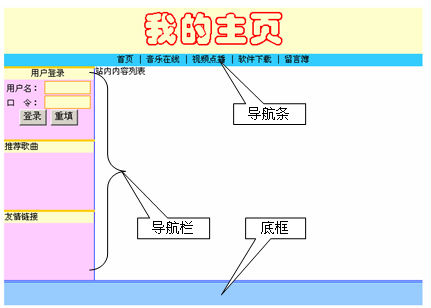 我的主页
首页 | 音乐在线 | 视频点播 | 软件下载 | 留言簿
用户登录
站内内容列表
用户名：
口 令：
登录 重填
导航条
推荐歌曲
友情链接
导航栏
底框